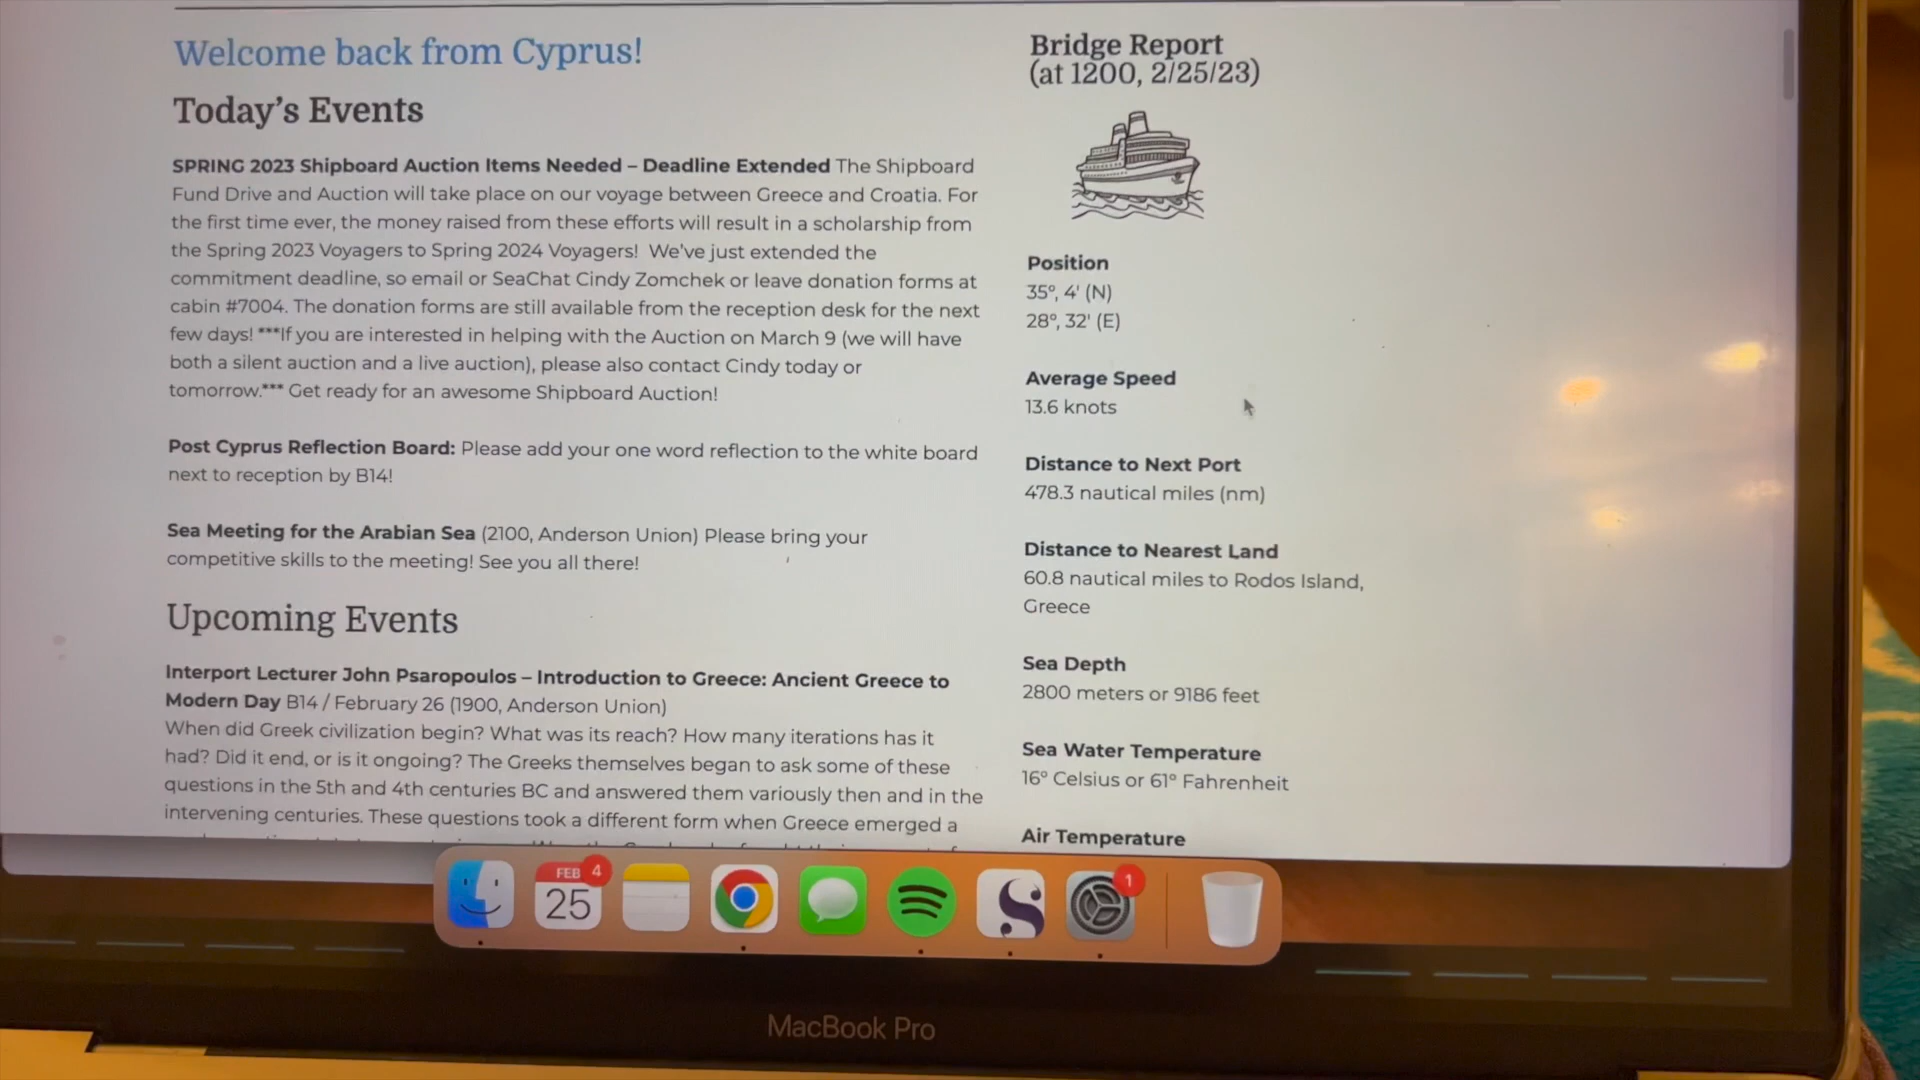 Welcome back from Cyprus!
Today's Events
SPRING 2023 Shipboard Auction Items Needed – Deadline Extended The Shipboard
Fund Drive and Auction will take place on our voyage between Greece and Croatia. For
the first time ever, the money raised from these efforts will result in a scholarship from
the Spring 2023 Voyagers to Spring 2024 Voyagers! We've just extended the
commitment deadline, so email or SeaChat Cindy Zomchek or leave donation forms at
cabin #7004. The donation forms are still available from the reception desk for the next
few days! ***If you are interested in helping with the Auction on March 9 (we will have
both a silent auction and a live auction), please also contact Cindy today or
tomorrow.*** Get ready for an awesome Shipboard Auction!
Post Cyprus Reflection Board: Please add your one word reflection to the white board
next to reception by B14!
Sea Meeting for the Arabian Sea (2100, Anderson Union) Please bring your
competitive skills to the meeting! See you all there!
Upcoming Events
Interport Lecturer John Psaropoulos – Introduction to Greece: Ancient Greece to
Modern Day B14 / February 26 (1900, Anderson Union)
When did Greek civilization begin? What was its reach? How many iterations has it
had? Did it end, or is it ongoing? The Greeks themselves began to ask some of these
questions in the 5th and 4th centuries BC and answered them variously then and in the
intervening centuries. These questions took a different form when Greece emerged a
Bridge Report
(at 1200, 2/25/23)
Position
35º, 4' (N)
28º, 32' (E)
Average Speed
13.6 knots
Distance to Next Port
478.3 nautical miles (nm)
Distance to Nearest Land
60.8 nautical miles to Rodos Island,
Greece
Sea Depth
2800 meters or 9186 feet
Sea Water Temperature
16º Celsius or 61º Fahrenheit
Air Temperature
FEB 4
25
S
1
MacBook Pro